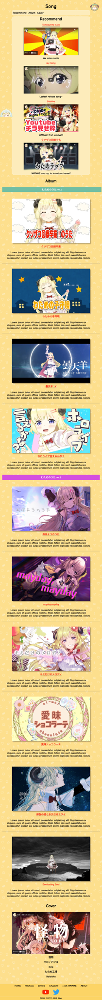 Song
Recommend Album Cover
Recommend
Tombourine Club
We miss rushia
My Song
My Song
Lastest release song~
Sololive
わためぇ
Night Fever!!
Youtube
チラ見せ枠
WATAME first sololive!!!
クソザコ回線でち
わためラップ
WATAME use rap to introduce herself
Album
わためのうた vol.1
クソザコ回線卒業！のうた
クソザコ回線卒業
Lorem ipsum dolor sit amet, consectetur adipisicing elit. Dignissimos ex
aliquam, eum et ipsam officia mollitia. Modi, totam iste sunt exercitationem
consequatur placeat qui culpa praesentium animi explicabo recusandae. Soluta.
zzZ........
わための子守唄
わための子守唄
Lorem ipsum dolor sit amet, consectetur adipisicing elit. Dignissimos ex
aliquam, eum et ipsam officia mollitia. Modi, totam iste sunt exercitationem
consequatur placeat qui culpa praesentium animi explicabo recusandae. Soluta.
曇天羊
cloudy sheep
Lorem ipsum dolor sit amet, consectetur adipisicing elit. Dignissimos ex
aliquam, eum et ipsam officia mollitia. Modi, totam iste sunt exercitationem
consequatur placeat qui culpa praesentium animi explicabo recusandae. Soluta.
ホロライブ
言えるかな？
ホロライブ言えるかな？
Lorem ipsum dolor sit amet, consectetur adipisicing elit. Dignissimos ex
aliquam, eum et ipsam officia mollitia. Modi, totam iste sunt exercitationem
consequatur placeat qui culpa praesentium animi explicabo recusandae. Soluta.
わためのうた vol.2
おはようのうた
おはようのうた
Lorem ipsum dolor sit amet, consectetur adipisicing elit. Dignissimos ex
aliquam, eum et ipsam officia mollitia. Modi, totam iste sunt exercitationem
consequatur placeat qui culpa praesentium animi explicabo recusandae. Soluta.
mayday,
mayday
mayday,mayday
Lorem ipsum dolor sit amet, consectetur adipisicing elit. Dignissimos ex
aliquam, eum et ipsam officia mollitia. Modi, totam iste sunt exercitationem
consequatur placeat qui culpa praesentium animi explicabo recusandae. Soluta.
キミだけのメロディ
キミだけのメロディ
Lorem ipsum dolor sit amet, consectetur adipisicing elit. Dignissimos ex
aliquam, eum et ipsam officia mollitia. Modi, totam iste sunt exercitationem
consequatur placeat qui culpa praesentium animi explicabo recusandae. Soluta.
愛昧
ショコラーテ
chocolate
愛昧ショコラーテ
Lorem ipsum dolor sit amet, consectetur adipisicing elit. Dignissimos ex
aliquam, eum et ipsam officia mollitia. Modi, totam iste sunt exercitationem
consequatur placeat qui culpa praesentium animi explicabo recusandae. Soluta.
御伽の詩と永久なるミライ
Lorem ipsum dolor sit amet, consectetur adipisicing elit. Dignissimos ex
aliquam, eum et ipsam officia mollitia. Modi, totam iste sunt exercitationem
consequatur placeat qui culpa praesentium animi explicabo recusandae. Soluta.
Everlasting Soul
Lorem ipsum dolor sit amet, consectetur adipisicing elit. Dignissimos ex
aliquam, eum et ipsam officia mollitia. Modi, totam iste sunt exercitationem
consequatur placeat qui culpa praesentium animi explicabo recusandae. Soluta.
Cover
怪物
YOASOBI
怪物
ハロ／ハワユ
King
わため工場
Balalaika
HOME PROFILE SONGS GALLERY I AM WATAME ABOUT